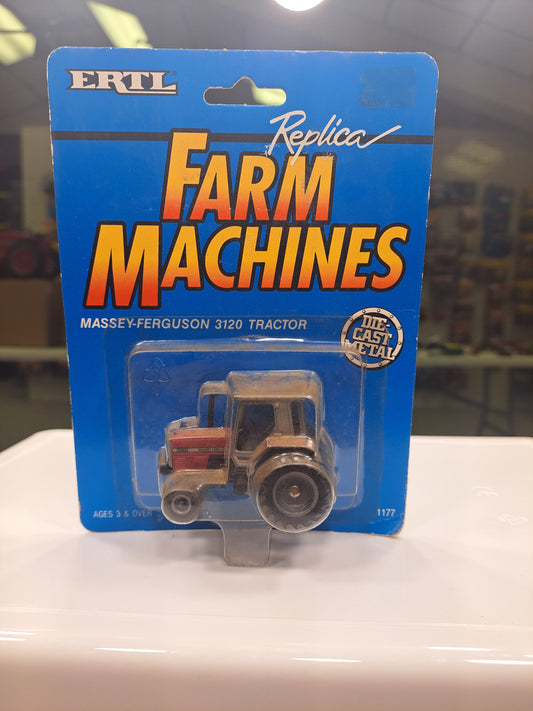 ERTL
Replica
FARM
MACHINES
MASSEY-FERGUSON 3120 TRACTOR
DIE-
CAST
METAL
AGES 3 & OVER
1177